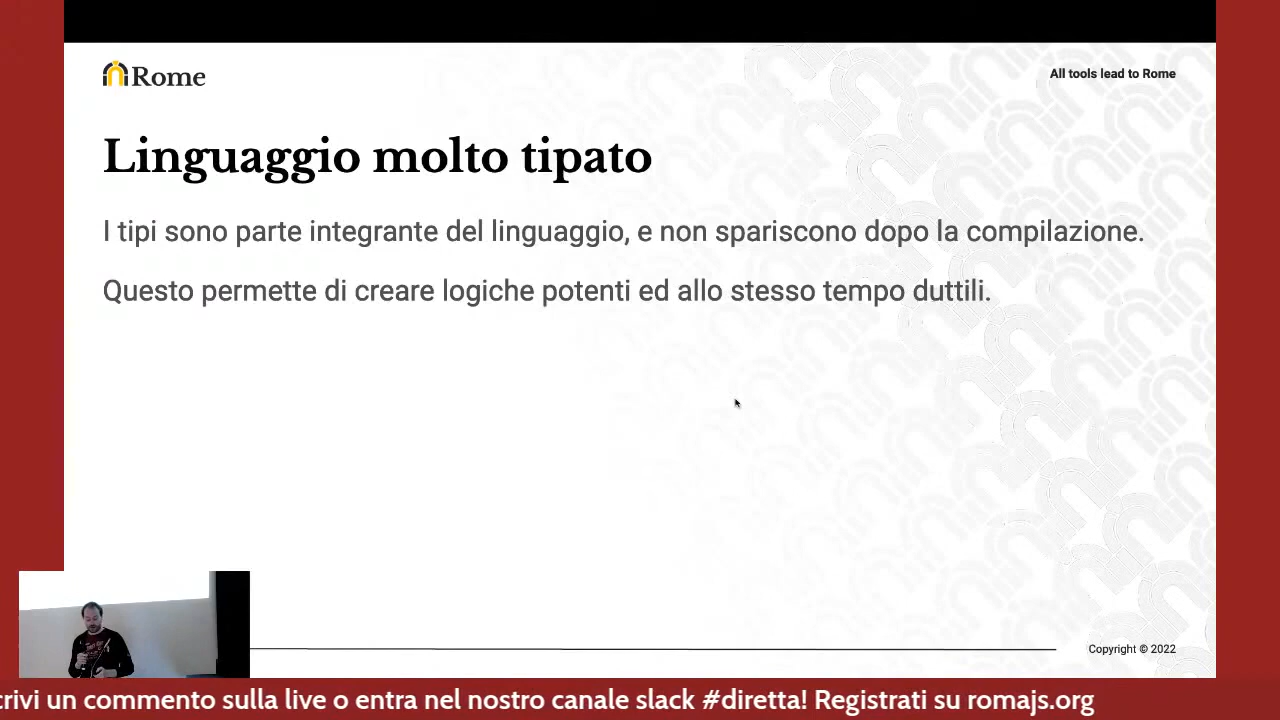 Rome
All tools lead to Rome
Linguaggio molto tipato
I tipi sono parte integrante del linguaggio, e non spariscono dopo la compilazione.
Questo permette di creare logiche potenti ed allo stesso tempo duttili.
Copyright © 2022
crivi un commento sulla live o entra nel nostro canale slack #diretta! Registrati su romajs.org